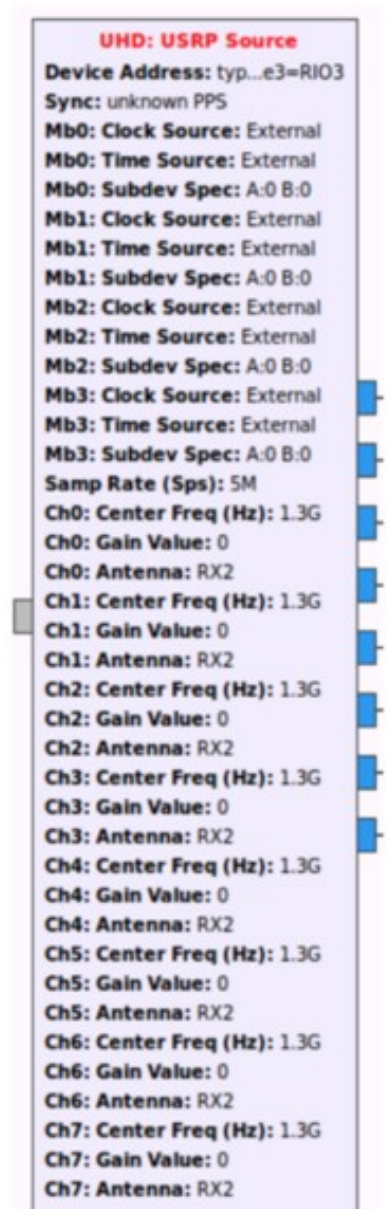 UHD: USRP Source
Device Address: typ...e3=RIO3
Sync: unknown PPS
Mb0: Clock Source: External
Mb0: Time Source: External
Mb0: Subdev Spec: A:0 B:0
Mb1: Clock Source: External
Mb1: Time Source: External
Mb1: Subdev Spec: A:0 B:0
Mb2: Clock Source: External
Mb2: Time Source: External
Mb2: Subdev Spec: A:0 B:0
Mb3: Clock Source: External
Mb3: Time Source: External
Mb3: Subdev Spec: A:0 B:0
Samp Rate (Sps): 5M
Ch0: Center Freq (Hz): 1.3G
Ch0: Gain Value: 0
Ch0: Antenna: RX2
Ch1: Center Freq (Hz): 1.3G
Ch1: Gain Value: 0
Ch1: Antenna: RX2
Ch2: Center Freq (Hz): 1.3G
Ch2: Gain Value: 0
Ch2: Antenna: RX2
Ch3: Center Freq (Hz): 1.3G
Ch3: Gain Value: 0
Ch3: Antenna: RX2
Ch4: Center Freq (Hz): 1.3G
Ch4: Gain Value: 0
Ch4: Antenna: RX2
Ch5: Center Freq (Hz): 1.3G
Ch5: Gain Value: 0
Ch5: Antenna: RX2
Ch6: Center Freq (Hz): 1.3G
Ch6: Gain Value: 0
Ch6: Antenna: RX2
Ch7: Center Freq (Hz): 1.3G
Ch7: Gain Value: 0
Ch7: Antenna: RX2